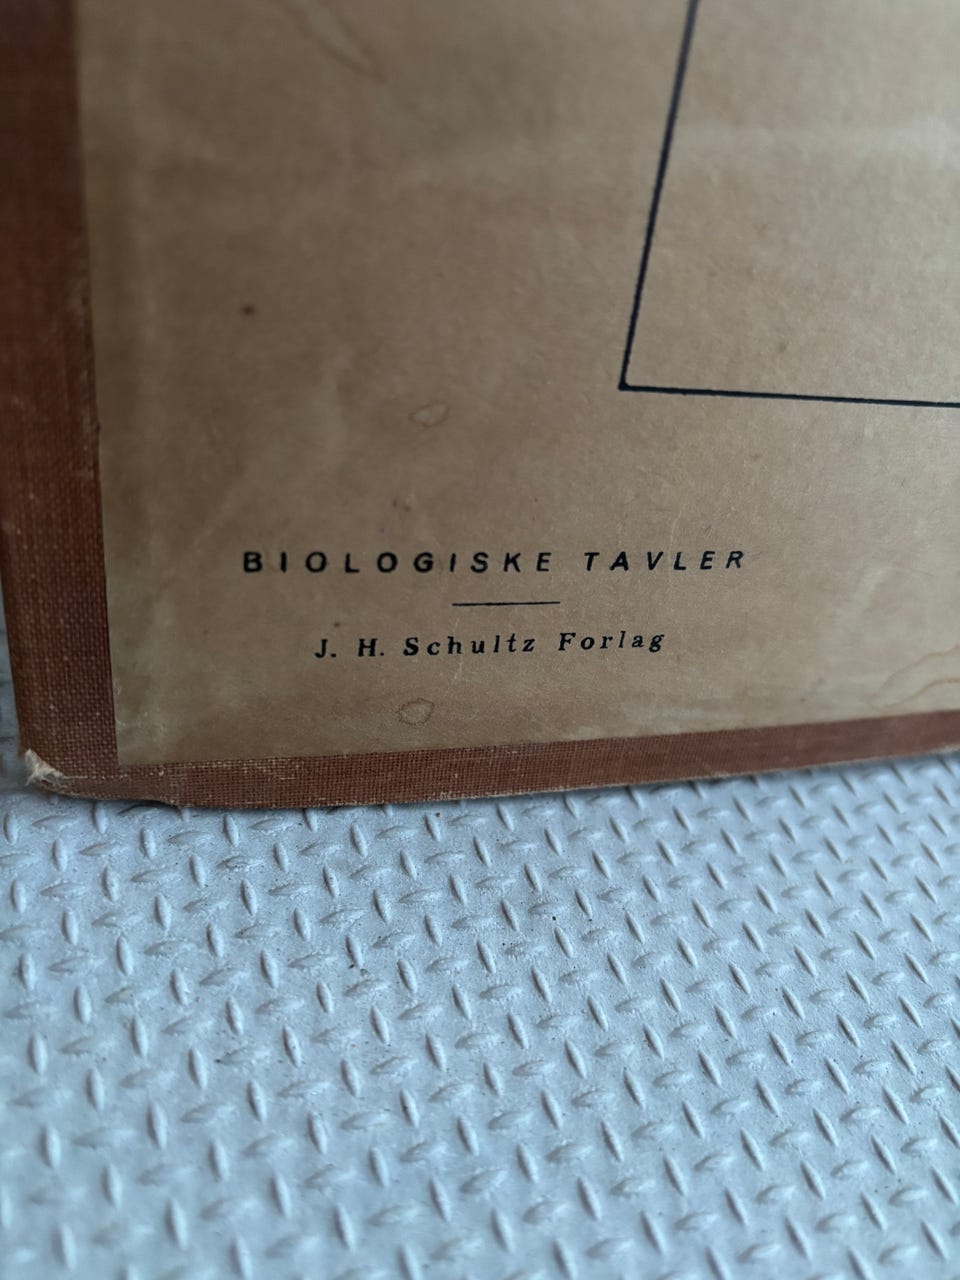 BIOLOGISKE TAVLER
J. H. Schultz Forlag